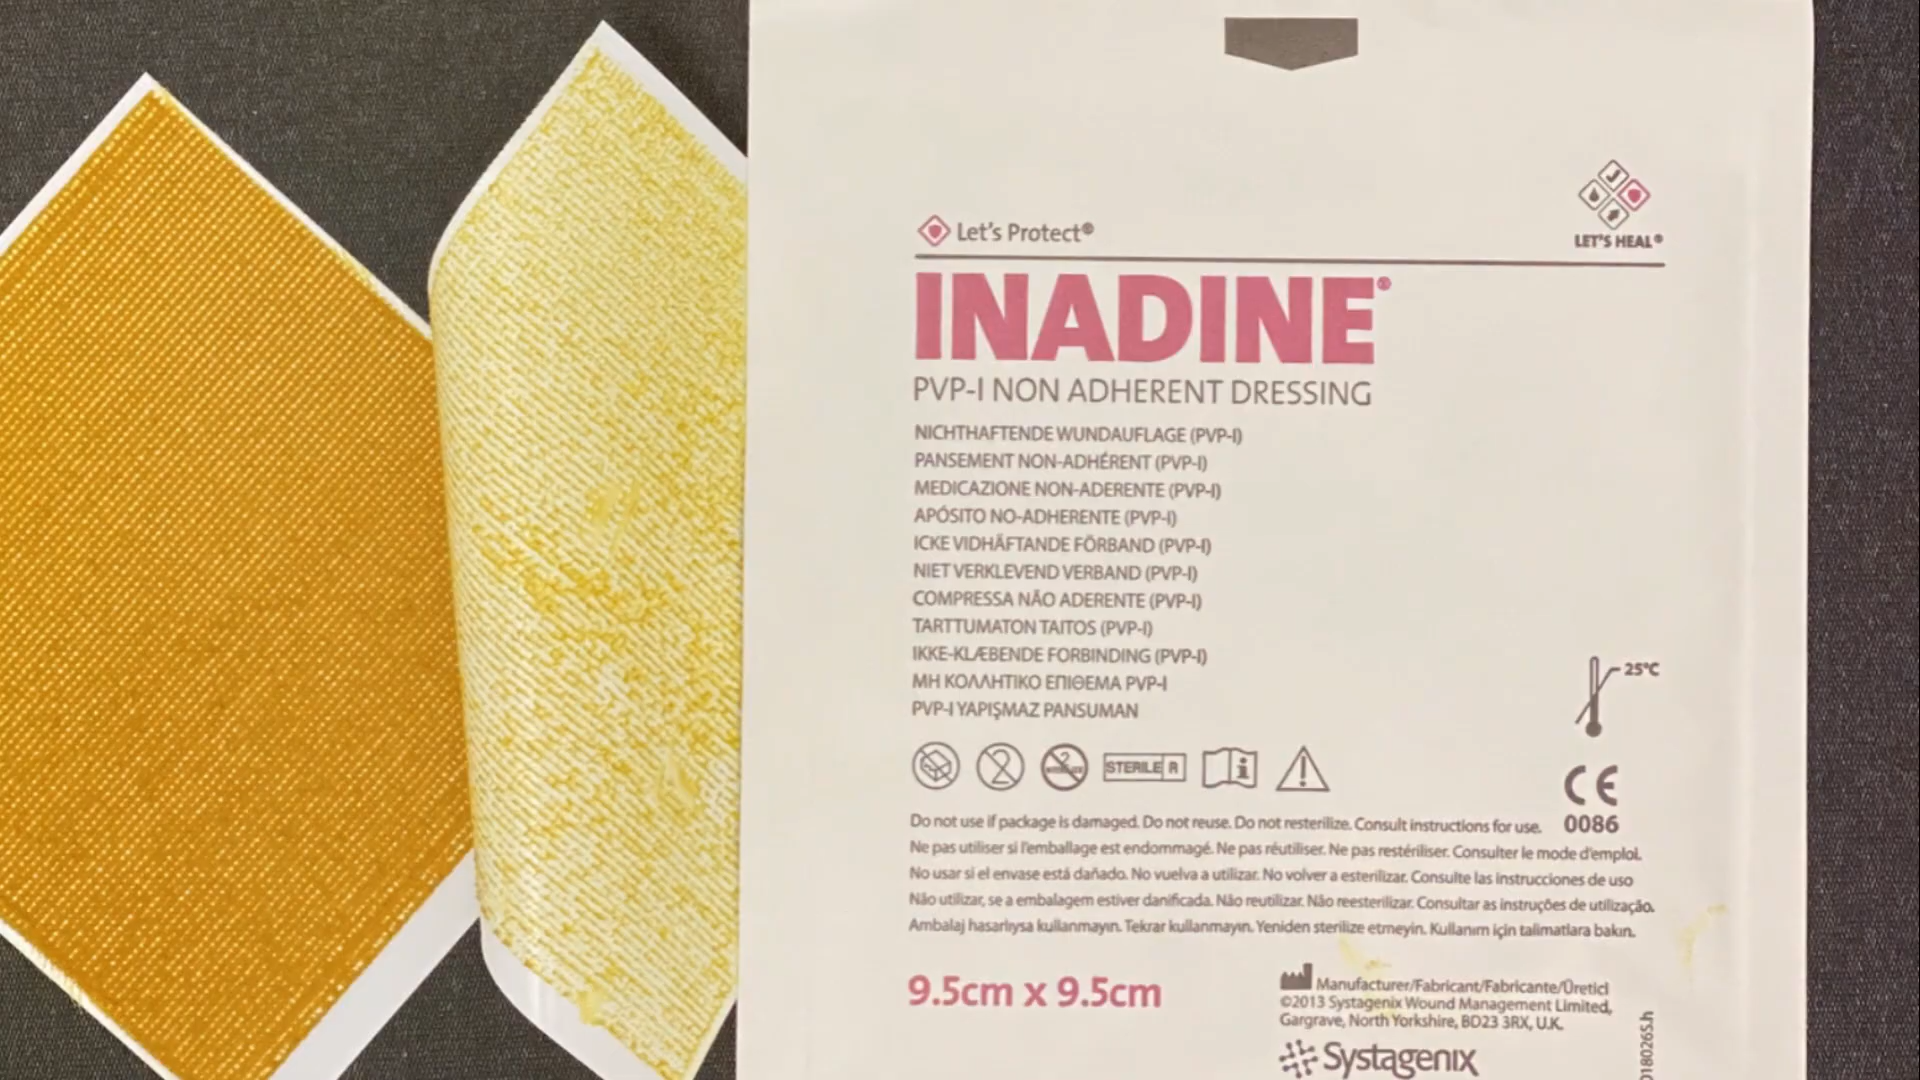 Let's Protect®
LET'S HEAL®
INADINE®
PVP-I NON ADHERENT DRESSING
NICHTHAFTENDE WUNDAUFLAGE (PVP-I)
PANSEMENT NON-ADHÉRENT (PVP-I)
MEDICAZIONE NON-ADERENTE (PVP-I)
APÓSITO NO-ADHERENTE (PVP-I)
ICKE VIDHÄFTANDE FÖRBAND (PVP-I)
NIET VERKLEVEND VERBAND (PVP-I)
COMPRESSA NÃO ADERENTE (PVP-I)
TARTTUMATON TAITOS (PVP-I)
IKKE-KLÆBENDE FORBINDING (PVP-I)
ΜΗ ΚΟΛΛΗΤΙΚΟ ΕΠΙΘΕΜΑ PVP-I
PVP-I YAPIŞMAZ PANSUMAN
25°C
2
STERILE R
i
CE
0086
Do not use if package is damaged. Do not reuse. Do not resterilize. Consult instructions for use.
Ne pas utiliser si l'emballage est endommagé. Ne pas réutiliser. Ne pas restériliser. Consulter le mode d'emploi.
No usar si el envase está dañado. No vuelva a utilizar. No volver a esterilizar. Consulte las instrucciones de uso
Não utilizar, se a embalagem estiver danificada. Não reutilizar. Não reesterilizar. Consultar as instruções de utilização.
Ambalaj hasarlıysa kullanmayın. Tekrar kullanmayın. Yeniden sterilize etmeyin. Kullanım için talimatlara bakın.
9.5cm x 9.5cm
Manufacturer/Fabricant/Fabricante/Üretici
©2013 Systagenix Wound Management Limited,
Gargrave, North Yorkshire, BD23 3RX, U.K.
Systagenix